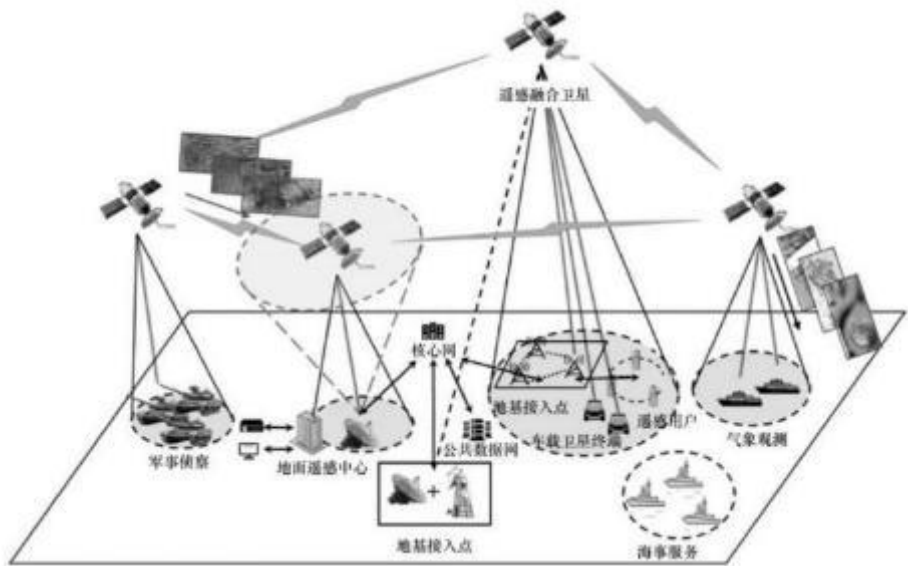 遥感融合卫星
核心网
地基接入点
遥感用户
军事侦察
地面遥感中心
公共数据网
车载卫星终端
气象观测
地基接入点
海事服务